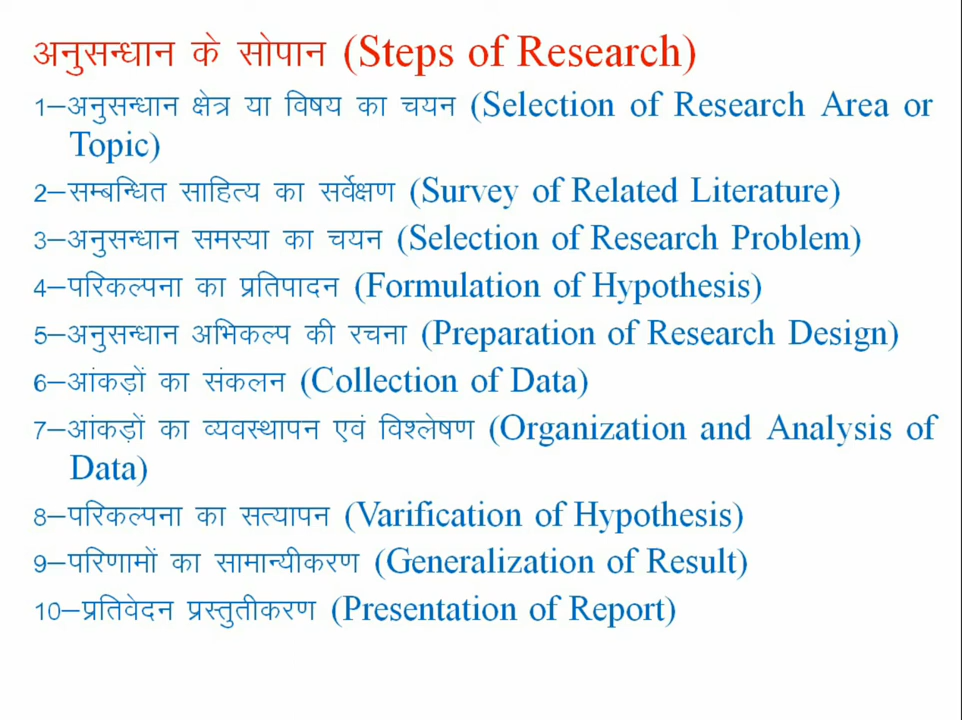 अनुसन्धान के सोपान (Steps of Research)
1–अनुसन्धान क्षेत्र या विषय का चयन (Selection of Research Area or
Topic)
2–सम्बन्धित साहित्य का सर्वेक्षण (Survey of Related Literature)
3–अनुसन्धान समस्या का चयन (Selection of Research Problem)
4–परिकल्पना का प्रतिपादन (Formulation of Hypothesis)
5–अनुसन्धान अभिकल्प की रचना (Preparation of Research Design)
6–आंकड़ों का संकलन (Collection of Data)
7–आंकड़ों का व्यवस्थापन एवं विश्लेषण (Organization and Analysis of
Data)
8–परिकल्पना का सत्यापन (Varification of Hypothesis)
9–परिणामों का सामान्यीकरण (Generalization of Result)
10–प्रतिवेदन प्रस्तुतीकरण (Presentation of Report)